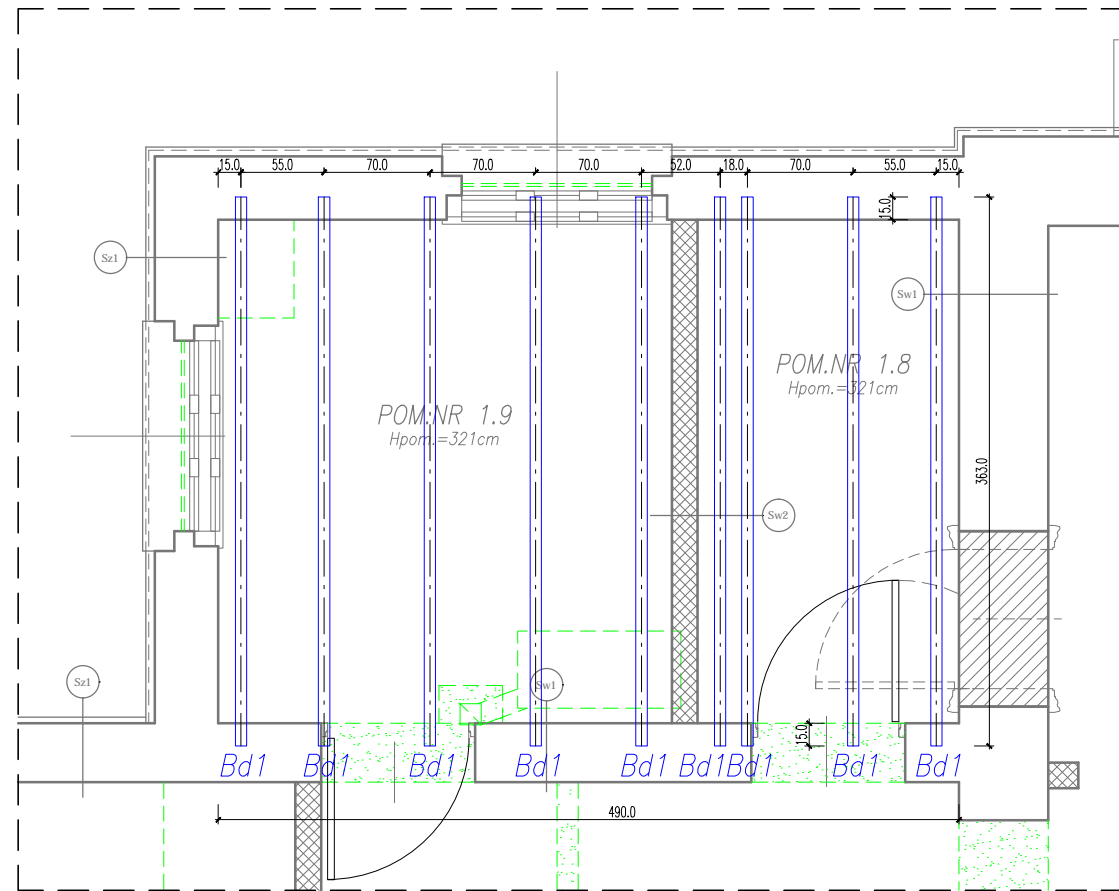 15.0 55.0 70.0 70.0 70.0 52.0 18.0 70.0 55.0 15.0
15.0
Sz1
Sw1
POM.NR 1.8
Hpom.=321cm
POM.NR 1.9
Hpom.=321cm
363.0
Sw2
Sz1
Sw1
15.0
Bd1 Bd1 Bd1 Bd1 Bd1 Bd1 Bd1 Bd1 Bd1
490.0